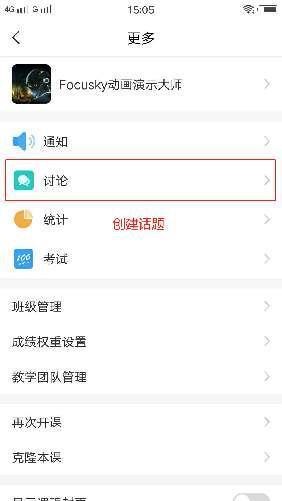 4G G 15:05
更多
Focusky动画演示大师
通知
讨论
统计
创建话题
100 考试
班级管理
成绩权重设置
教学团队管理
再次开课
克隆本课